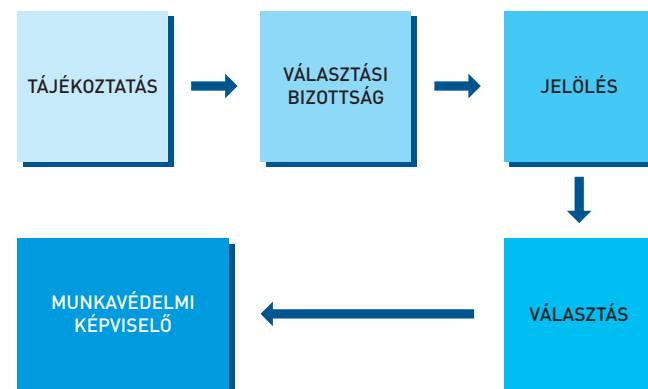 TÁJÉKOZTATÁS
VÁLASZTÁSI
BIZOTTSÁG
JELÖLÉS
VÁLASZTÁS
MUNKAVÉDELMI
KÉPVISELŐ